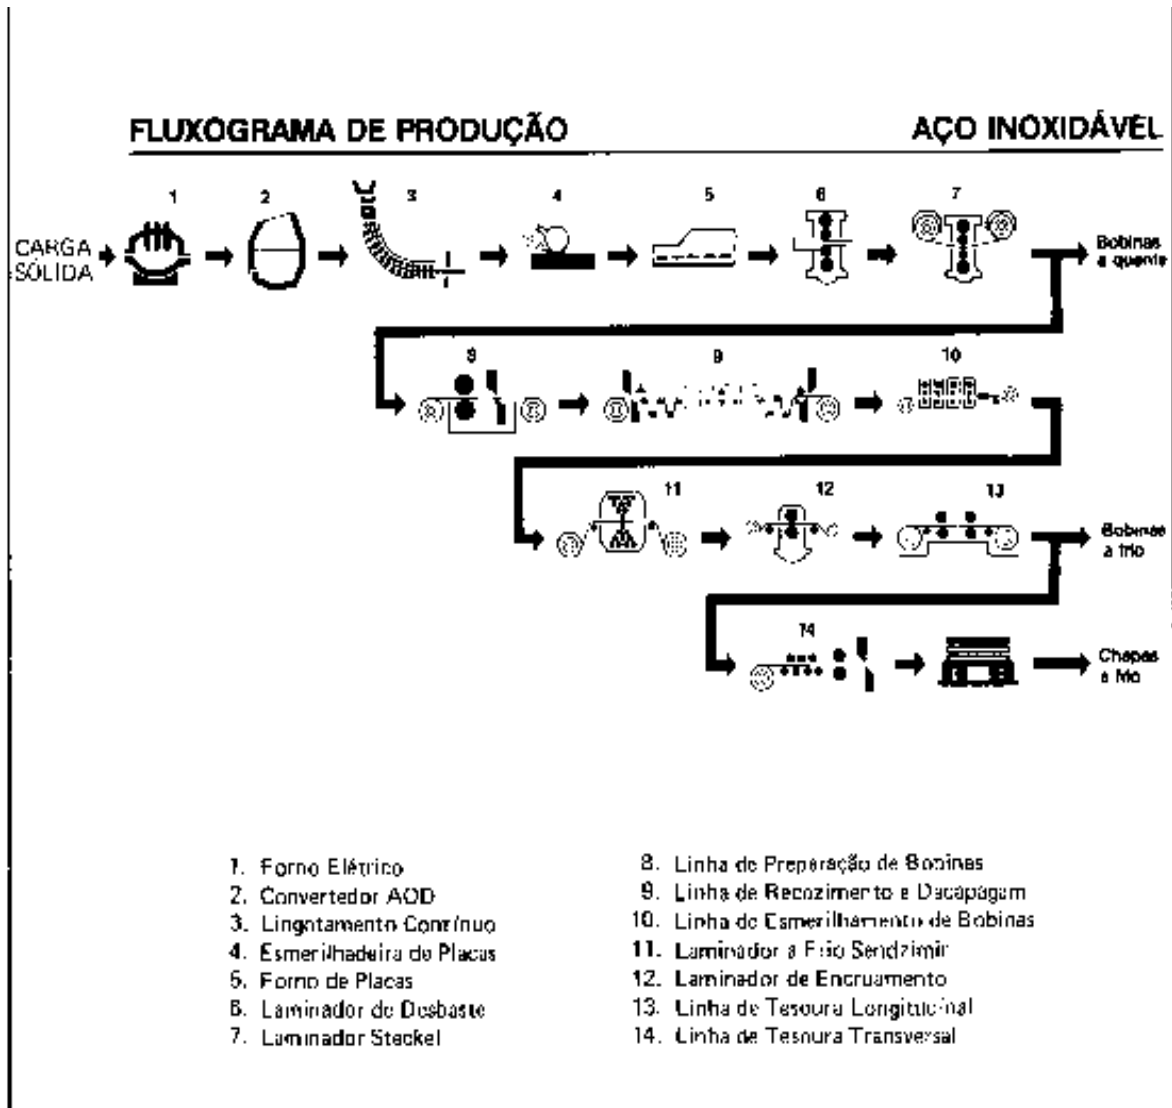 FLUXOGRAMA DE PRODUÇÃO
AÇO INOXIDÁVEL
1 2 3 4 5 6 7
CARGA
SÓLIDA
Bobinas
a quente
8 9 10
11 12 13
Bobinas
a frio
14
Chapas
a frio
1. Forno Elétrico
2. Convertedor AOD
3. Lingotamento Contínuo
4. Esmerilhadeira de Placas
5. Forno de Placas
6. Laminador de Desbaste
7. Laminador Steckel
8. Linha de Preparação de Bobinas
9. Linha de Recozimento e Decapagem
10. Linha de Esmerilhamento de Bobinas
11. Laminador a Frio Sendzimir
12. Laminador de Encruamento
13. Linha de Tesoura Longitudinal
14. Linha de Tesoura Transversal